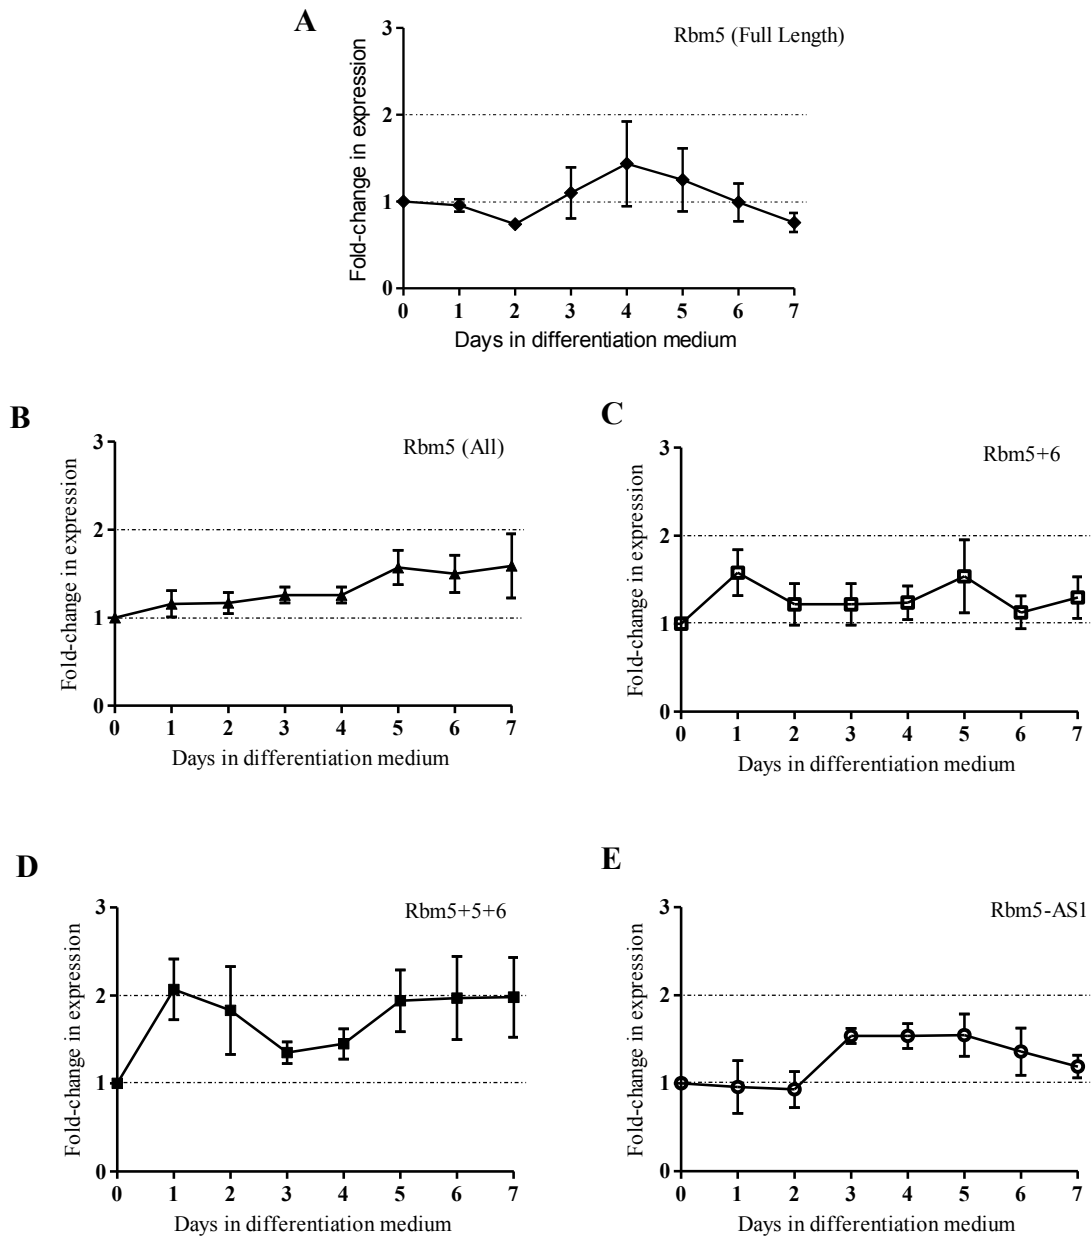 A
Rbm5 (Full Length)
3
2
1
0
Fold-change in expression
0 1 2 3 4 5 6 7
Days in differentiation medium
B
Rbm5 (All)
3
2
1
0
Fold-change in expression
0 1 2 3 4 5 6 7
Days in differentiation medium
C
Rbm5+6
3
2
1
0
Fold-change in expression
0 1 2 3 4 5 6 7
Days in differentiation medium
D
Rbm5+5+6
3
2
1
0
Fold-change in expression
0 1 2 3 4 5 6 7
Days in differentiation medium
E
Rbm5-AS1
3
2
1
0
Fold-change in expression
0 1 2 3 4 5 6 7
Days in differentiation medium